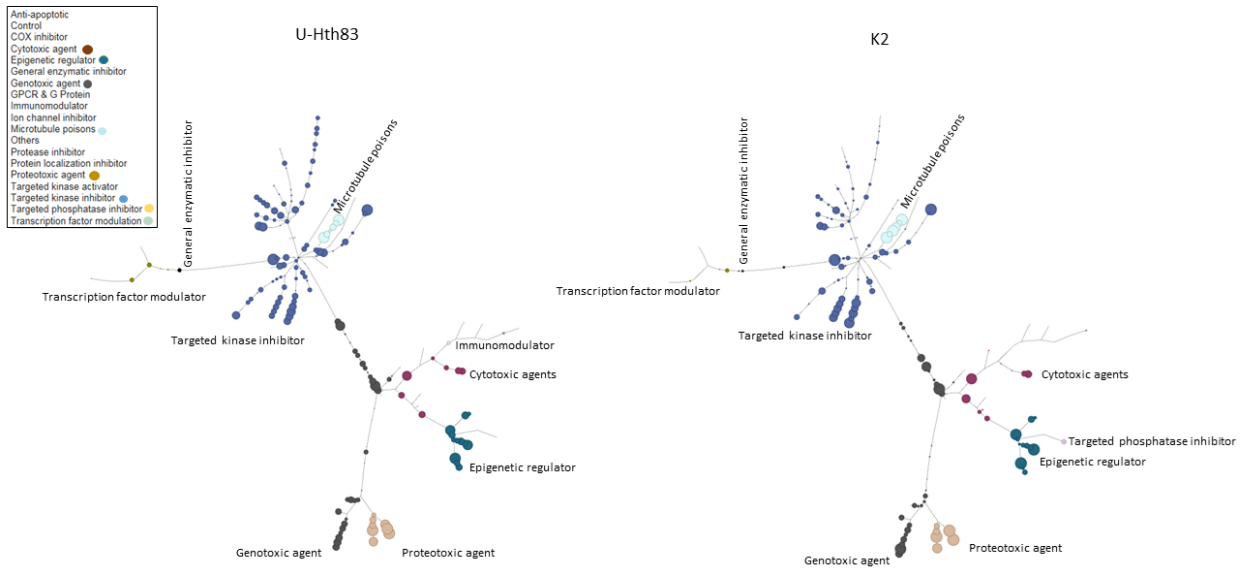 Anti-apoptotic
Control
COX inhibitor
Cytotoxic agent
Epigenetic regulator
General enzymatic inhibitor
Genotoxic agent
GPCR & G Protein
Immunomodulator
Ion channel inhibitor
Microtubule poisons
Others
Protease inhibitor
Protein localization inhibitor
Proteotoxic agent
Targeted kinase activator
Targeted kinase inhibitor
Targeted phosphatase inhibitor
Transcription factor modulation
U-Hth83
General enzymatic inhibitor
Microtubule poisons
Transcription factor modulator
Targeted kinase inhibitor
Immunomodulator
Cytotoxic agents
Epigenetic regulator
Genotoxic agent
Proteotoxic agent
K2
General enzymatic inhibitor
Microtubule poisons
Transcription factor modulator
Targeted kinase inhibitor
Cytotoxic agents
Targeted phosphatase inhibitor
Epigenetic regulator
Genotoxic agent
Proteotoxic agent